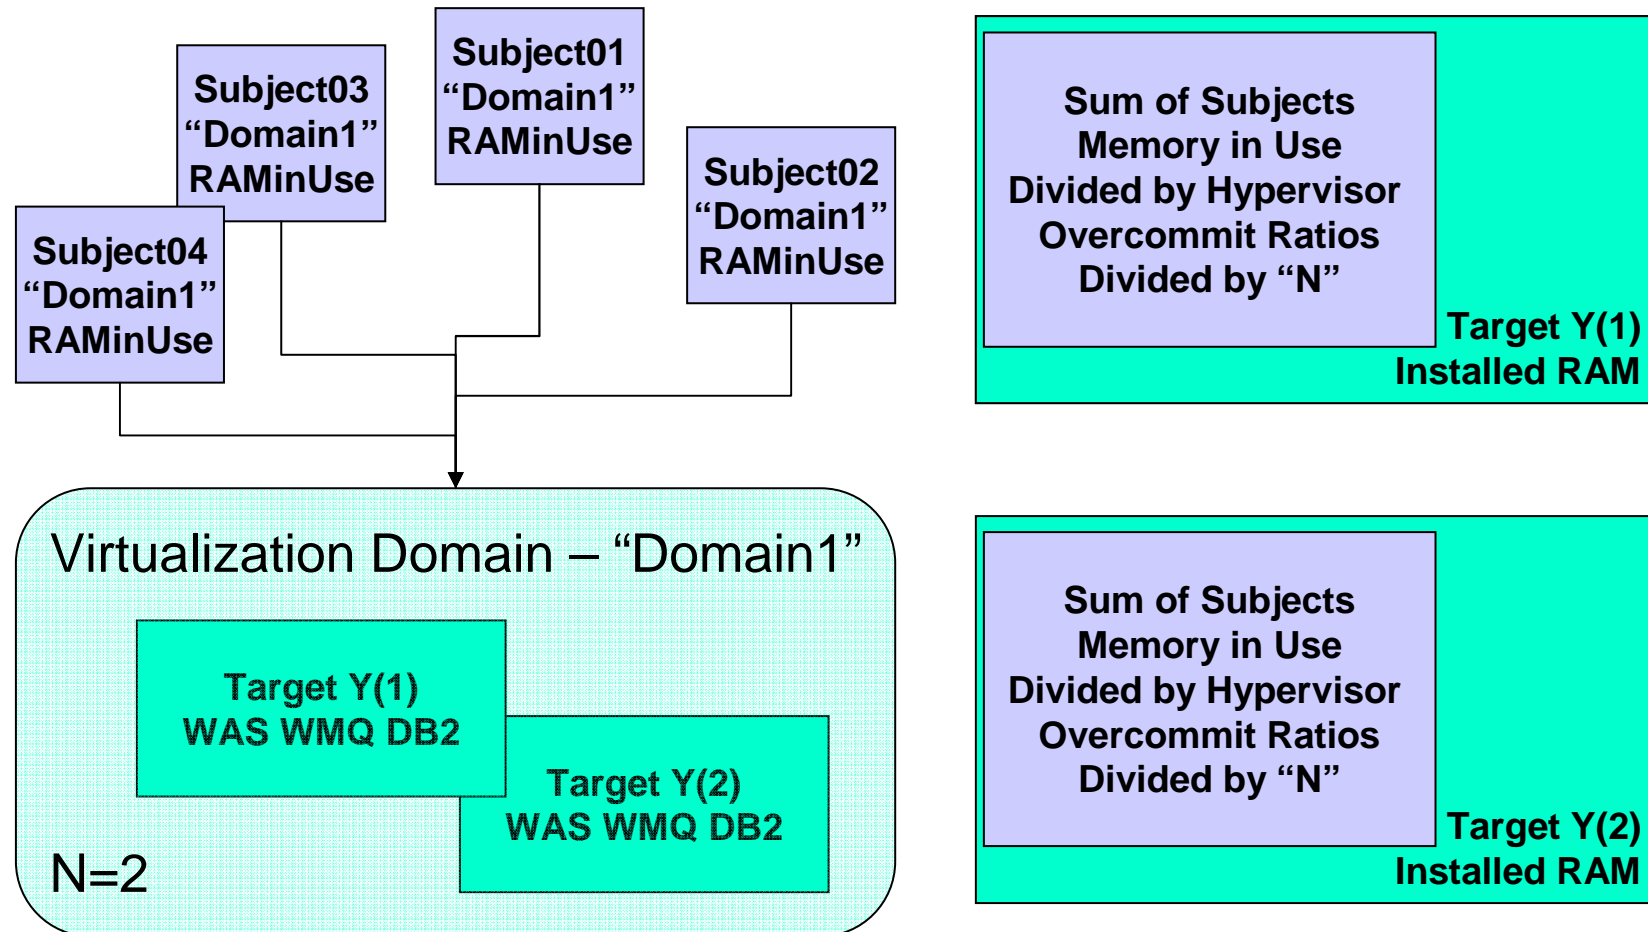 Subject03
“Domain1”
RAMinUse
Subject01
“Domain1”
RAMinUse
Subject02
“Domain1”
RAMinUse
Subject04
“Domain1”
RAMinUse
Virtualization Domain – “Domain1”
Target Y(1)
WAS WMQ DB2
Target Y(2)
WAS WMQ DB2
N=2
Sum of Subjects
Memory in Use
Divided by Hypervisor
Overcommit Ratios
Divided by “N”
Target Y(1)
Installed RAM
Sum of Subjects
Memory in Use
Divided by Hypervisor
Overcommit Ratios
Divided by “N”
Target Y(2)
Installed RAM